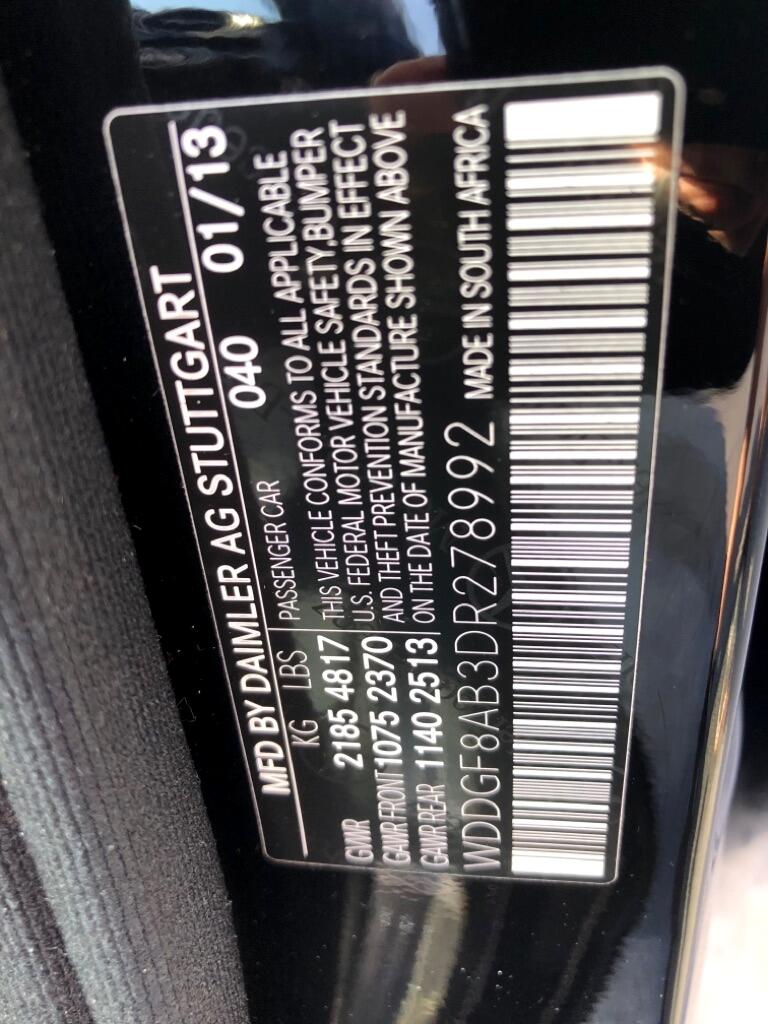 MFD BY DAIMLER AG STUTTGART
040 01/13
KG LBS PASSENGER CAR
GVWR 2185 4817 THIS VEHICLE CONFORMS TO ALL APPLICABLE
GAWR FRONT 1075 2370 U.S. FEDERAL MOTOR VEHICLE SAFETY,BUMPER
GAWR REAR 1140 2513 AND THEFT PREVENTION STANDARDS IN EFFECT
ON THE DATE OF MANUFACTURE SHOWN ABOVE
WDDGF8AB3DR278992 MADE IN SOUTH AFRICA